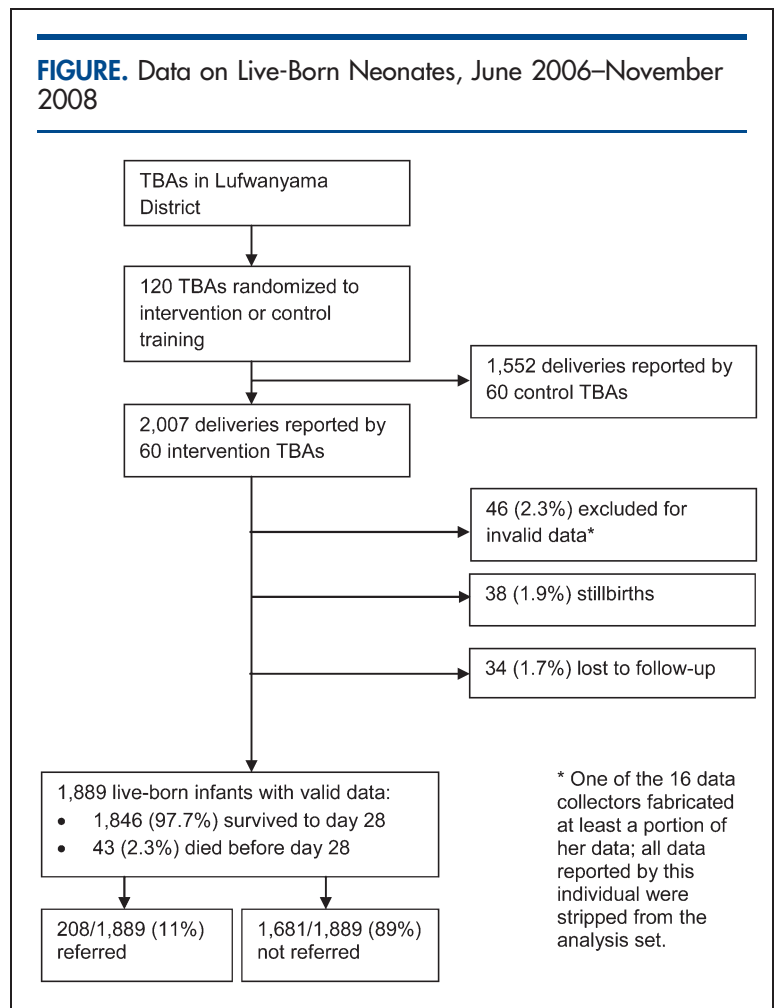 FIGURE. Data on Live-Born Neonates, June 2006–November
2008
TBAs in Lufwanyama
District
120 TBAs randomized to
intervention or control
training
1,552 deliveries reported by
60 control TBAs
2,007 deliveries reported by
60 intervention TBAs
46 (2.3%) excluded for
invalid data*
38 (1.9%) stillbirths
34 (1.7%) lost to follow-up
1,889 live-born infants with valid data:
• 1,846 (97.7%) survived to day 28
• 43 (2.3%) died before day 28
208/1,889 (11%)
referred
1,681/1,889 (89%)
not referred
* One of the 16 data
collectors fabricated
at least a portion of
her data; all data
reported by this
individual were
stripped from the
analysis set.